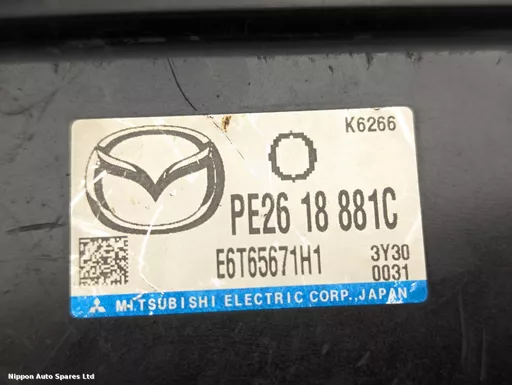 K6266
PE26 18 881C
E6T65671H1 3Y30
0031
MITSUBISHI ELECTRIC CORP., JAPAN
Nippon Auto Spares Ltd